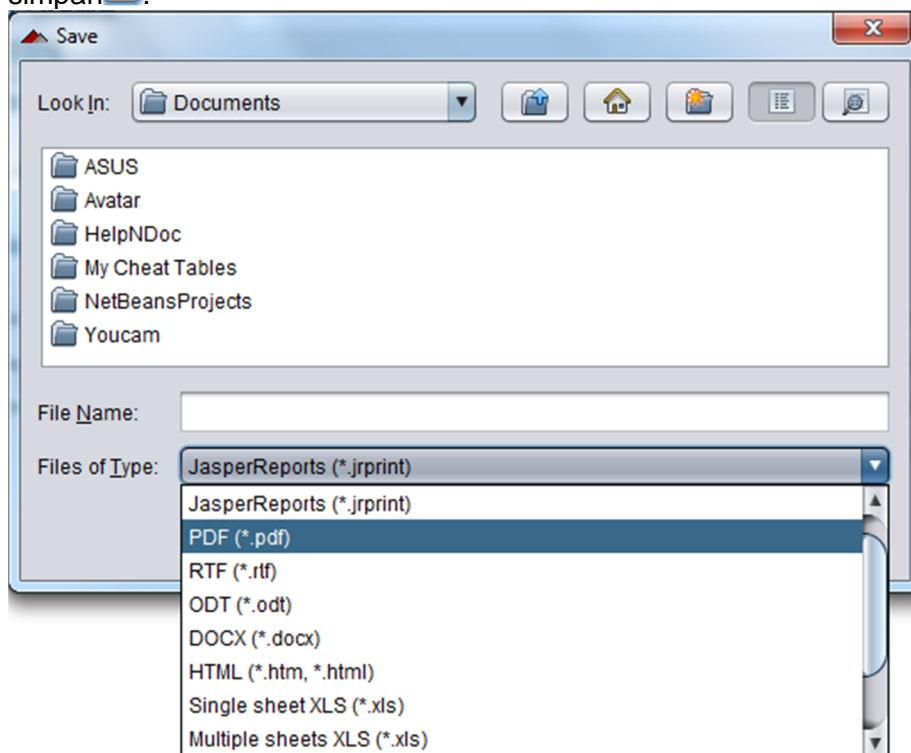 simpan.
Save
Look In: Documents
ASUS
Avatar
HelpNDoc
My Cheat Tables
NetBeansProjects
Youcam
File Name:
Files of Type: JasperReports (*.jrprint)
JasperReports (*.jrprint)
PDF (*.pdf)
RTF (*.rtf)
ODT (*.odt)
DOCX (*.docx)
HTML (*.htm, *.html)
Single sheet XLS (*.xls)
Multiple sheets XLS (*.xls)